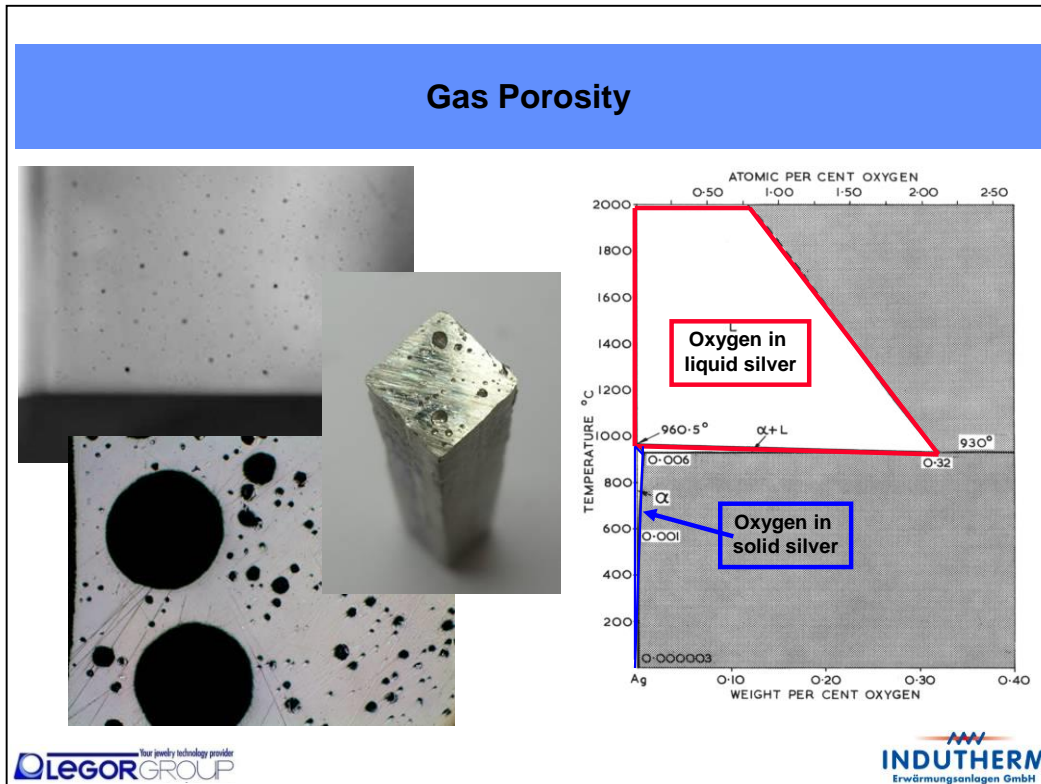 Gas Porosity
ATOMIC PER CENT OXYGEN
0·50 1·00 1·50 2·00 2·50
2000
1800
1600
1400
1200
1000
800
600
400
200
TEMPERATURE °C
L
Oxygen in
liquid silver
960·5°
α+L
930°
0·006
0·32
α
Oxygen in
solid silver
0·001
0·000003
Ag 0·10 0·20 0·30 0·40
WEIGHT PER CENT OXYGEN
Your jewelry technology provider
LEGOR GROUP
INDUTHERM
Erwärmungsanlagen GmbH